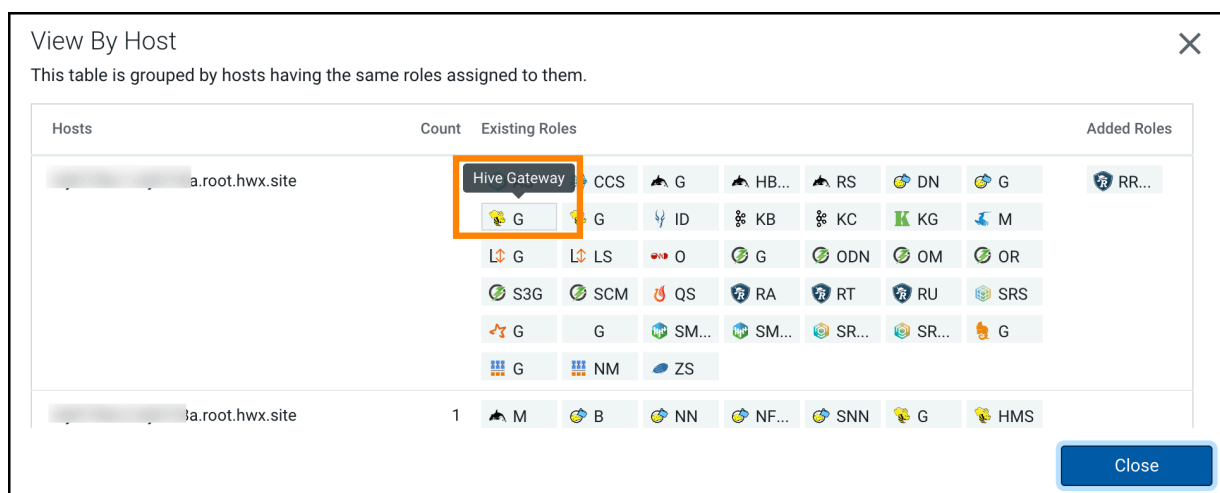 View By Host
This table is grouped by hosts having the same roles assigned to them.
Hosts Count Existing Roles Added Roles
a.root.hwx.site Hive Gateway CCS G HB... RS DN G RR...
G G ID KB KC KG M
G LS O G ODN OM OR
S3G SCM QS RA RT RU SRS
G G SM... SM... SR... SR... G
G NM ZS
a.root.hwx.site 1 M B NN NF... SNN G HMS
Close